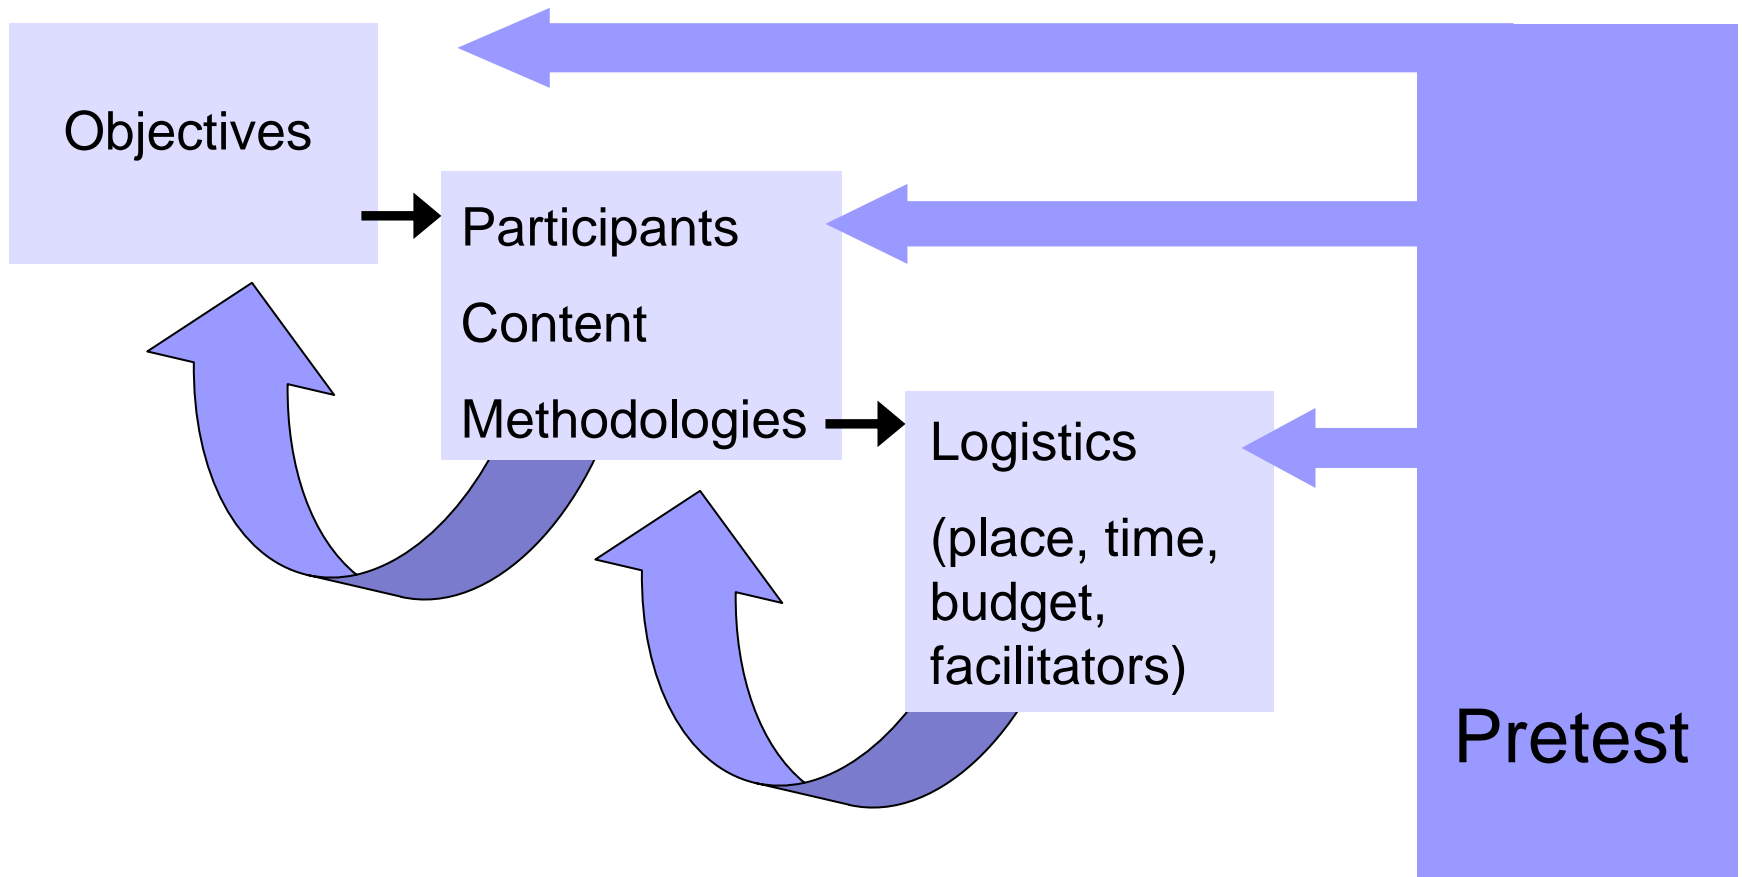 Objectives
Participants
Content
Methodologies
Logistics
(place, time,
budget,
facilitators)
Pretest